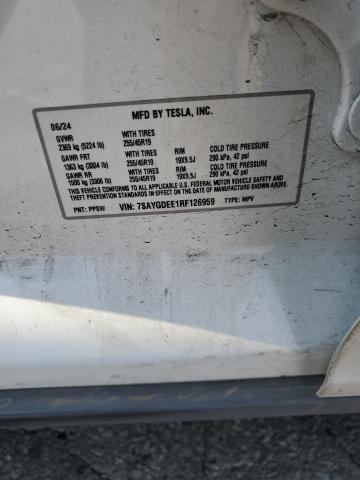 MFD BY TESLA, INC.
06/24
GVWR WITH TIRES
2369 kg (5224 lb) 255/45R19
GAWR FRT WITH TIRES RIM COLD TIRE PRESSURE
1363 kg (3004 lb) 255/45R19 19X9.5J 290 kPa, 42 psi
GAWR RR WITH TIRES RIM COLD TIRE PRESSURE
1500 kg (3306 lb) 255/45R19 19X9.5J 290 kPa, 42 psi
THIS VEHICLE CONFORMS TO ALL APPLICABLE U.S. FEDERAL MOTOR VEHICLE SAFETY AND
THEFT PREVENTION STANDARDS IN EFFECT ON THE DATE OF MANUFACTURE SHOWN ABOVE.
PNT: PPSW VIN: 7SAYGDEE1RF126959 TYPE: MPV